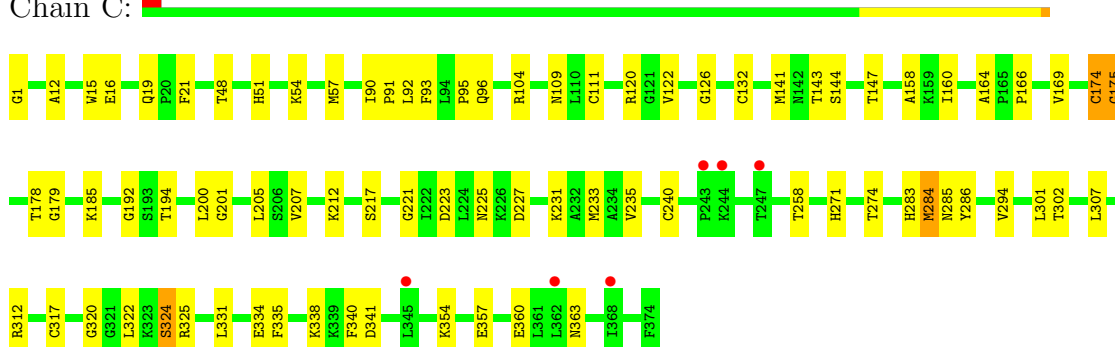 Chain C:
G1 A12 W15 E16 Q19 P20 F21 T48 H51 K54 M57 I90 P91 L92 F93 L94 P95 Q96 R104 N109 L110 C111 R120 G121 V122 G126 C132 M141 N142 T143 S144 T147 A158 K159 I160 A164 P165 P166 V169 C174
T178 G179 K185 G192 S193 T194 L200 G201 L205 S206 V207 K212 S217 G221 I222 D223 L224 N225 K226 D227 K231 A232 M233 A234 V235 C240 P243 K244 T247 T258 H271 T274 H283 M284 N285 Y286 V294 L301 T302 L307
R312 C317 G320 G321 L322 K323 S324 R325 L331 E334 F335 K338 K339 F340 D341 L345 K354 E357 E360 L361 L362 N363 I368 F374